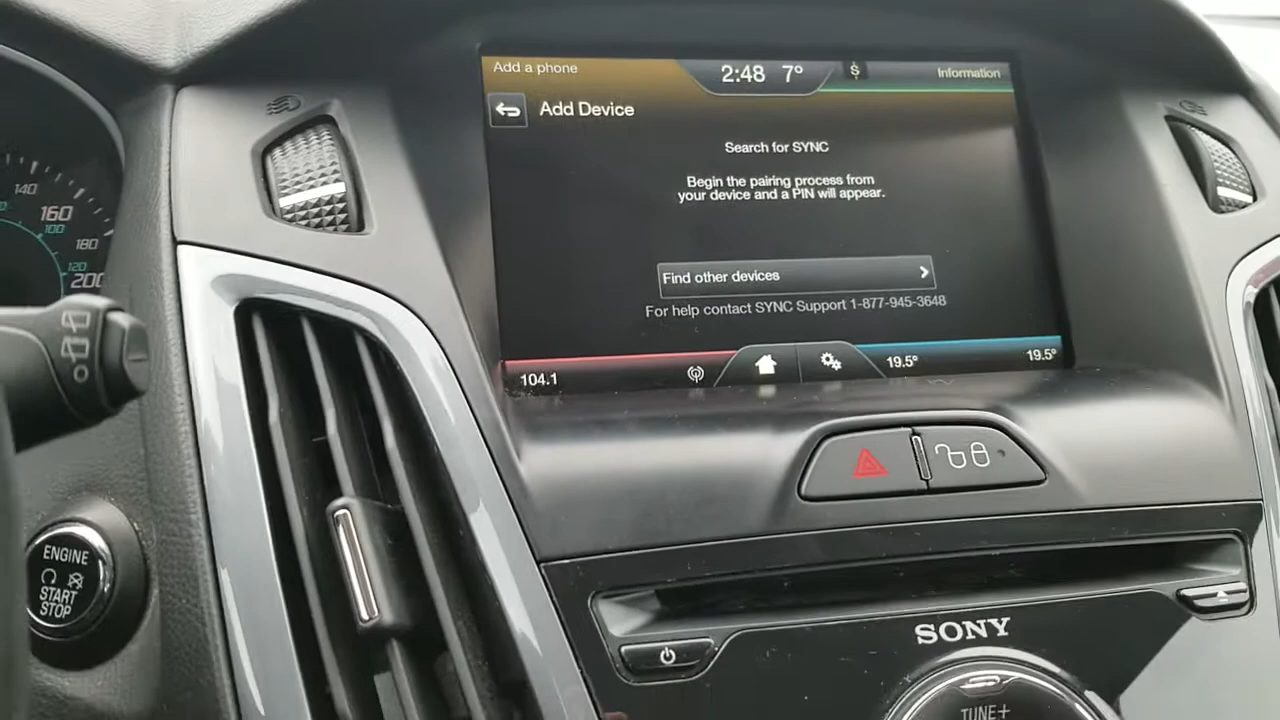 Add a phone
2:48 7°
$
Information
Add Device
Search for SYNC
Begin the pairing process from
your device and a PIN will appear.
Find other devices
For help contact SYNC Support 1-877-945-3648
104.1
19.5°
19.5°
140
160
100
180
120
200
ENGINE
START
STOP
SONY
TUNE+